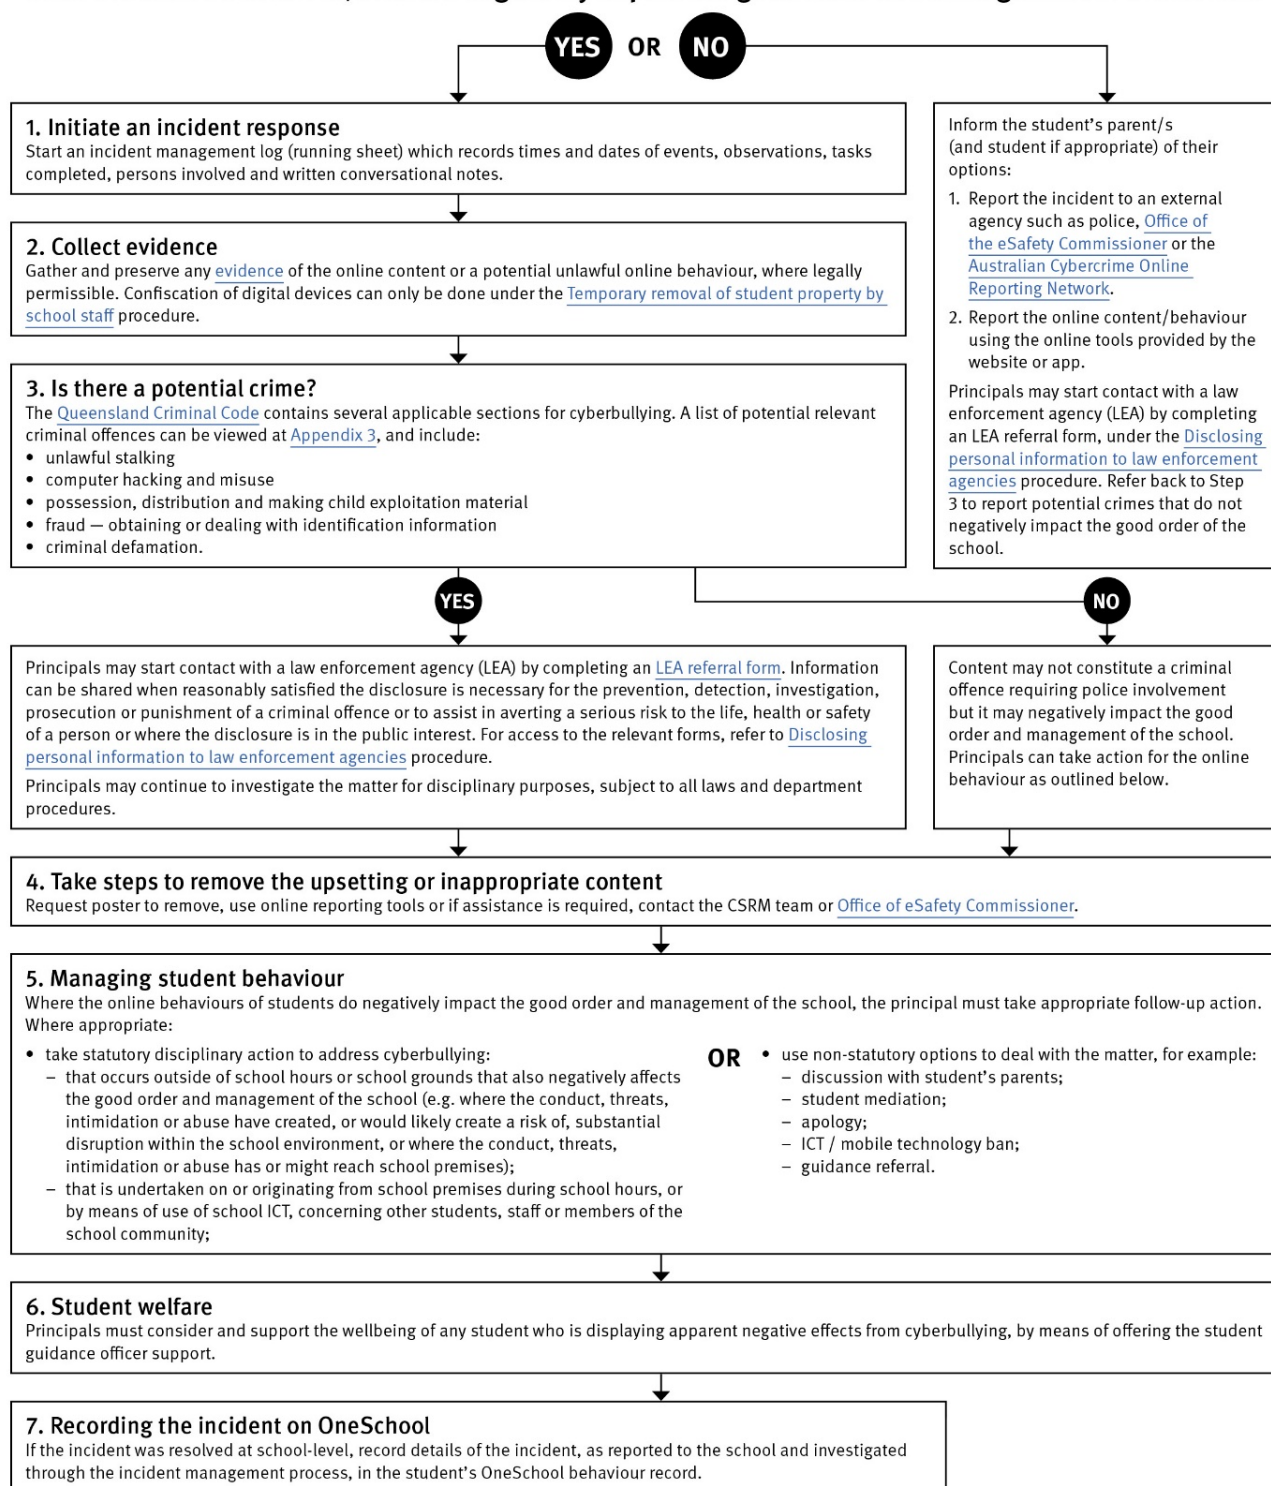 YES OR NO
1. Initiate an incident response
Start an incident management log (running sheet) which records times and dates of events, observations, tasks
completed, persons involved and written conversational notes.
2. Collect evidence
Gather and preserve any evidence of the online content or a potential unlawful online behaviour, where legally
permissible. Confiscation of digital devices can only be done under the Temporary removal of student property by
school staff procedure.
3. Is there a potential crime?
The Queensland Criminal Code contains several applicable sections for cyberbullying. A list of potential relevant
criminal offences can be viewed at Appendix 3, and include:
• unlawful stalking
• computer hacking and misuse
• possession, distribution and making child exploitation material
• fraud — obtaining or dealing with identification information
• criminal defamation.
Inform the student's parent/s
(and student if appropriate) of their
options:
1. Report the incident to an external
agency such as police, Office of
the eSafety Commissioner or the
Australian Cybercrime Online
Reporting Network.
2. Report the online content/behaviour
using the online tools provided by the
website or app.
Principals may start contact with a law
enforcement agency (LEA) by completing
an LEA referral form, under the Disclosing
personal information to law enforcement
agencies procedure. Refer back to Step
3 to report potential crimes that do not
negatively impact the good order of the
school.
YES
NO
Principals may start contact with a law enforcement agency (LEA) by completing an LEA referral form. Information
can be shared when reasonably satisfied the disclosure is necessary for the prevention, detection, investigation,
prosecution or punishment of a criminal offence or to assist in averting a serious risk to the life, health or safety
of a person or where the disclosure is in the public interest. For access to the relevant forms, refer to Disclosing
personal information to law enforcement agencies procedure.
Principals may continue to investigate the matter for disciplinary purposes, subject to all laws and department
procedures.
Content may not constitute a criminal
offence requiring police involvement
but it may negatively impact the good
order and management of the school.
Principals can take action for the online
behaviour as outlined below.
4. Take steps to remove the upsetting or inappropriate content
Request poster to remove, use online reporting tools or if assistance is required, contact the CSRM team or Office of eSafety Commissioner.
5. Managing student behaviour
Where the online behaviours of students do negatively impact the good order and management of the school, the principal must take appropriate follow-up action.
Where appropriate:
• take statutory disciplinary action to address cyberbullying:
– that occurs outside of school hours or school grounds that also negatively affects
the good order and management of the school (e.g. where the conduct, threats,
intimidation or abuse have created, or would likely create a risk of, substantial
disruption within the school environment, or where the conduct, threats,
intimidation or abuse has or might reach school premises);
– that is undertaken on or originating from school premises during school hours, or
by means of use of school ICT, concerning other students, staff or members of the
school community;
OR
• use non-statutory options to deal with the matter, for example:
– discussion with student's parents;
– student mediation;
– apology;
– ICT / mobile technology ban;
– guidance referral.
6. Student welfare
Principals must consider and support the wellbeing of any student who is displaying apparent negative effects from cyberbullying, by means of offering the student
guidance officer support.
7. Recording the incident on OneSchool
If the incident was resolved at school-level, record details of the incident, as reported to the school and investigated
through the incident management process, in the student's OneSchool behaviour record.